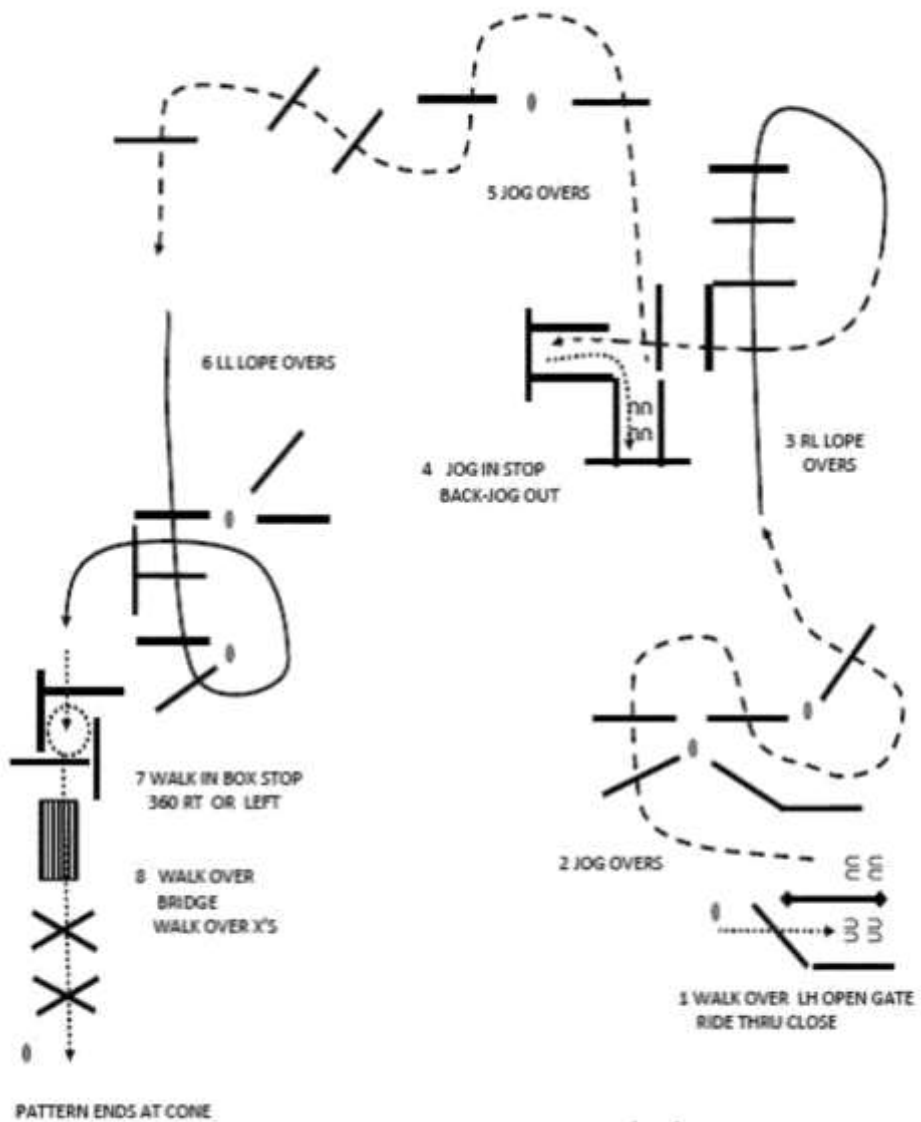 5 JOG OVERS
6 LL LOPE OVERS
3 RL LOPE
OVERS
4 JOG IN STOP
BACK-JOG OUT
7 WALK IN BOX STOP
360 RT OR LEFT
2 JOG OVERS
8 WALK OVER
BRIDGE
WALK OVER X'S
1 WALK OVER LH OPEN GATE
RIDE THRU CLOSE
PATTERN ENDS AT CONE